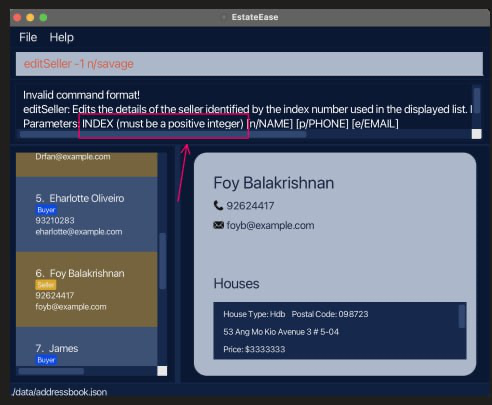 EstateEase
File Help
editSeller -1 n/savage
Invalid command format!
editSeller: Edits the details of the seller identified by the index number used in the displayed list.
Parameters: INDEX (must be a positive integer) [n/NAME] [p/PHONE] [e/EMAIL]
Drfan@example.com
5. Eharlotte Oliveiro
Buyer
93210283
eharlotte@example.com
6. Foy Balakrishnan
Seller
92624417
foyb@example.com
7. James
Buyer
Foy Balakrishnan
92624417
foyb@example.com
Houses
House Type: Hdb Postal Code: 098723
53 Ang Mo Kio Avenue 3 # 5-04
Price: $3333333
./data/addressbook.json